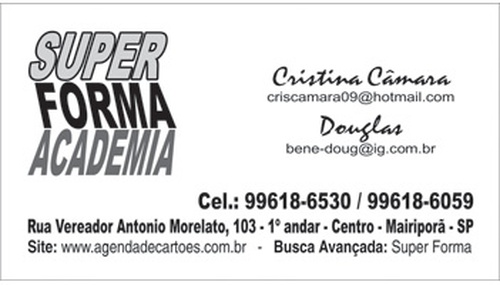 SUPER
FORMA
ACADEMIA
Cristina Câmara
criscamara09@hotmail.com
Douglas
bene-doug@ig.com.br
Cel.: 99618-6530 / 99618-6059
Rua Vereador Antonio Morelato, 103 - 1º andar - Centro - Mairiporã - SP
Site: www.agendadecartoes.com.br - Busca Avançada: Super Forma